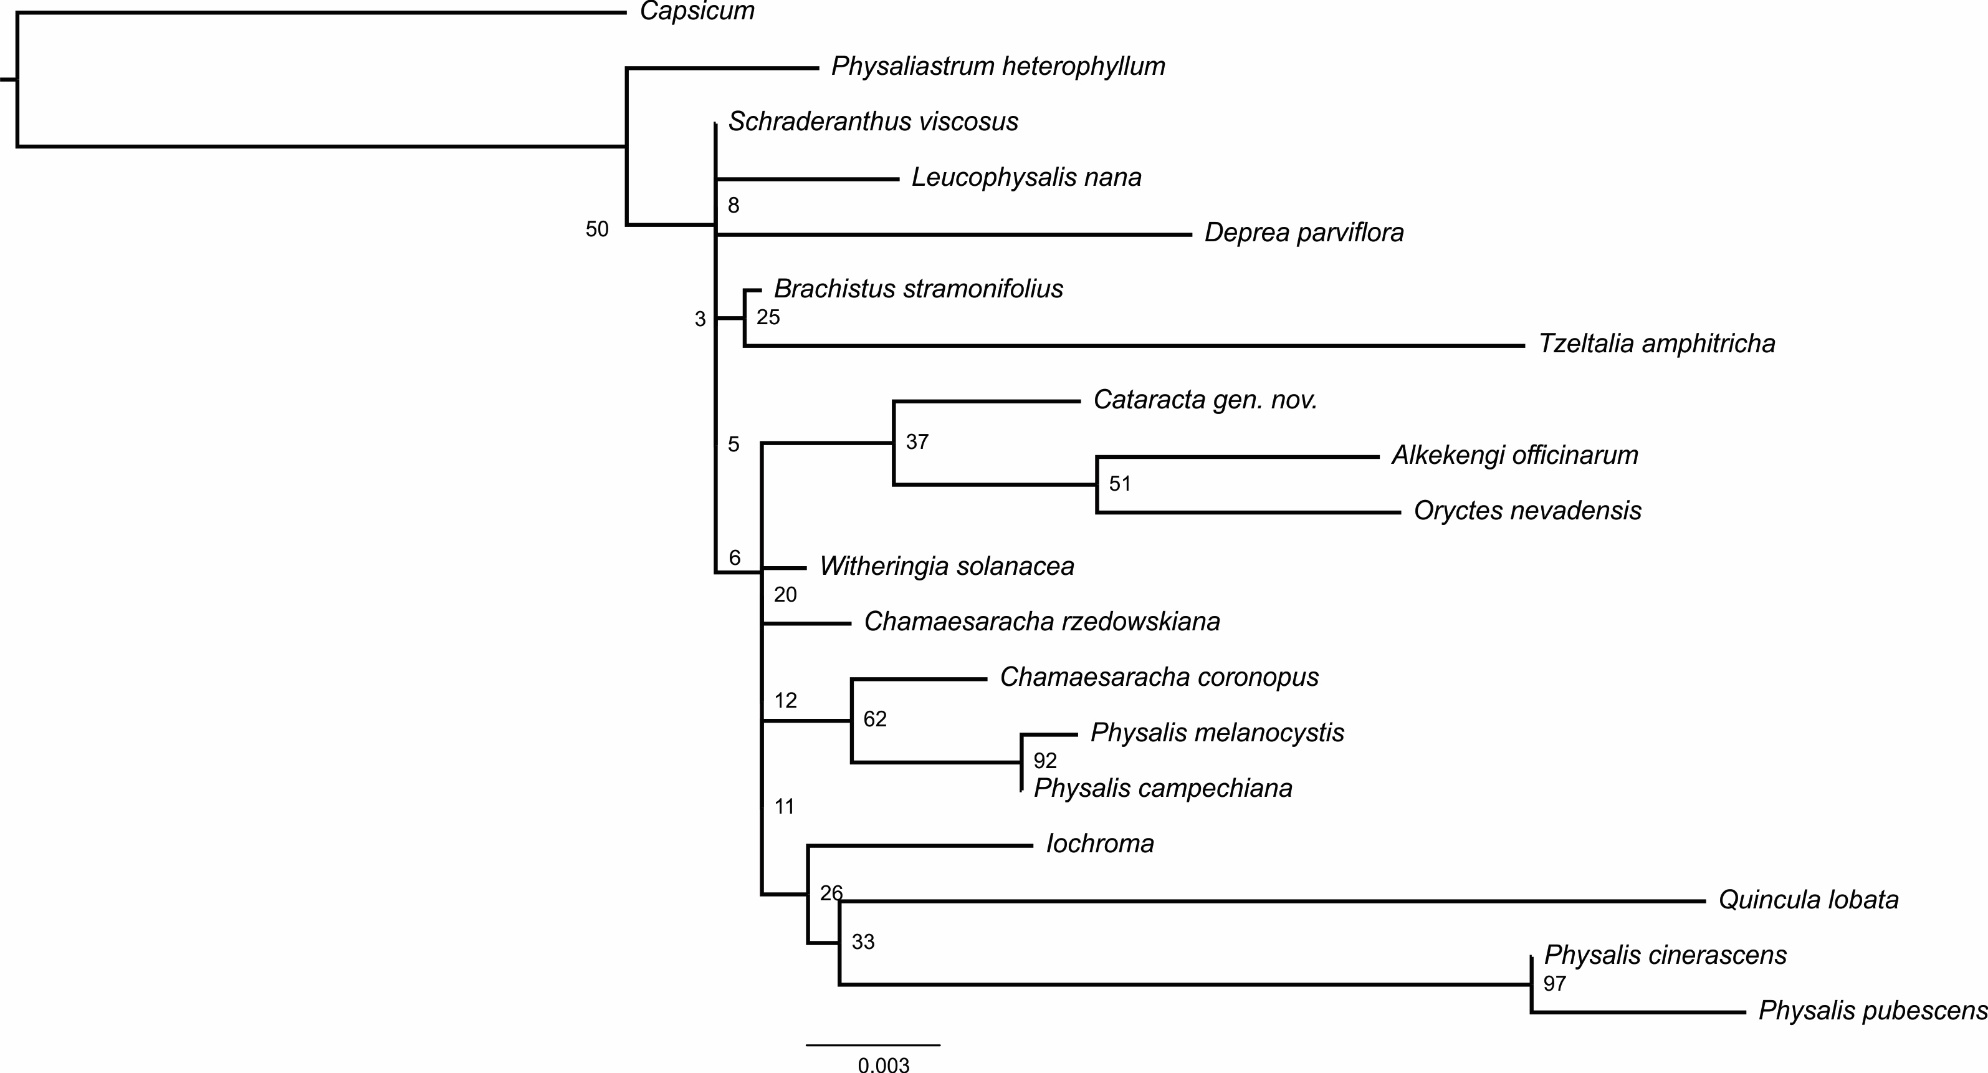 Capsicum
Physaliastrum heterophyllum
Schraderanthus viscosus
Leucophysalis nana
8
50
Deprea parviflora
Brachistus stramonifolius
3
25
Tzeltalia amphitricha
Cataracta gen. nov.
5
37
Alkekengi officinarum
51
Oryctes nevadensis
6
Witheringia solanacea
20
Chamaesaracha rzedowskiana
Chamaesaracha coronopus
12
62
Physalis melanocystis
92
Physalis campechiana
11
Iochroma
26
Quincula lobata
33
Physalis cinerascens
97
Physalis pubescens
0.003